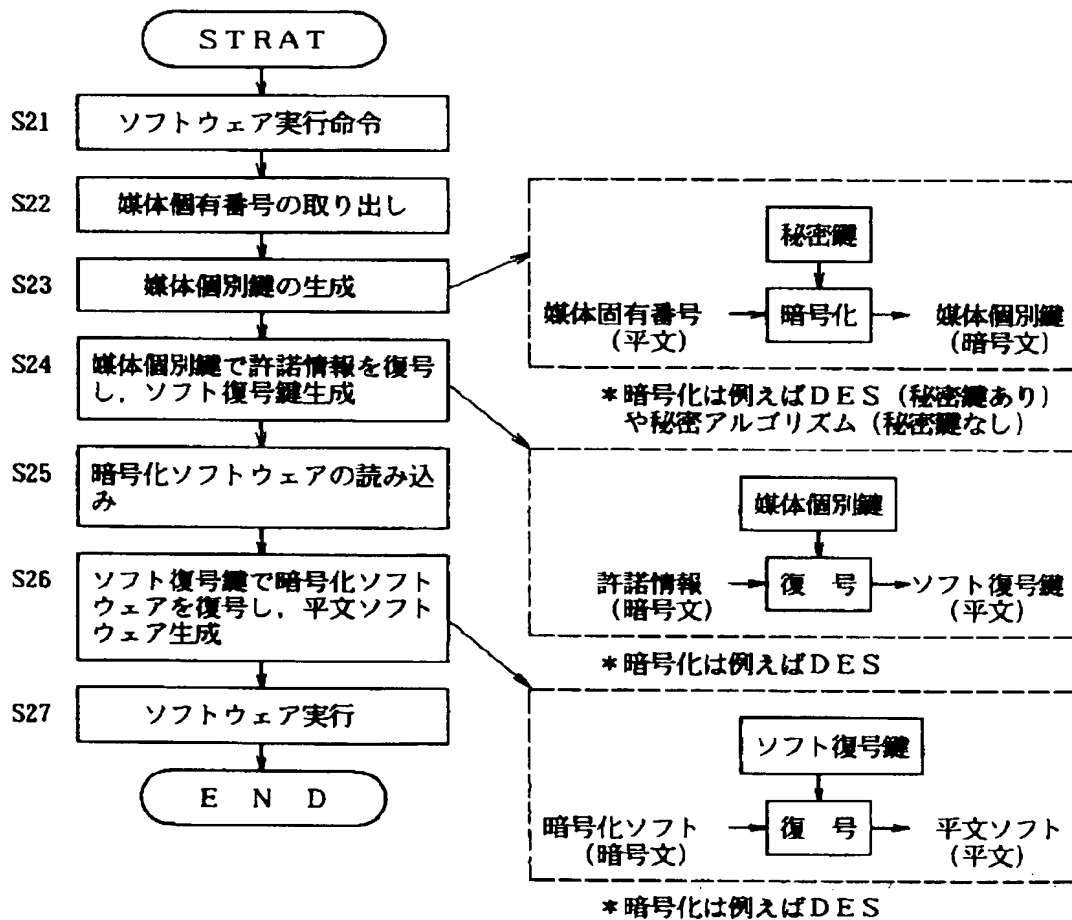 STRAT
S21
ソフトウェア実行命令
S22
媒体個有番号の取り出し
S23
媒体個別鍵の生成
S24
媒体個別鍵で許諾情報を復号
し，ソフト復号鍵生成
S25
暗号化ソフトウェアの読み込
み
S26
ソフト復号鍵で暗号化ソフト
ウェアを復号し，平文ソフト
ウェア生成
S27
ソフトウェア実行
END
秘密鍵
媒体固有番号
(平文)
暗号化
媒体個別鍵
(暗号文)
*暗号化は例えばDES (秘密鍵あり)
や秘密アルゴリズム (秘密鍵なし)
媒体個別鍵
許諾情報
(暗号文)
復 号
ソフト復号鍵
(平文)
*暗号化は例えばDES
ソフト復号鍵
暗号化ソフト
(暗号文)
復 号
平文ソフト
(平文)
*暗号化は例えばDES